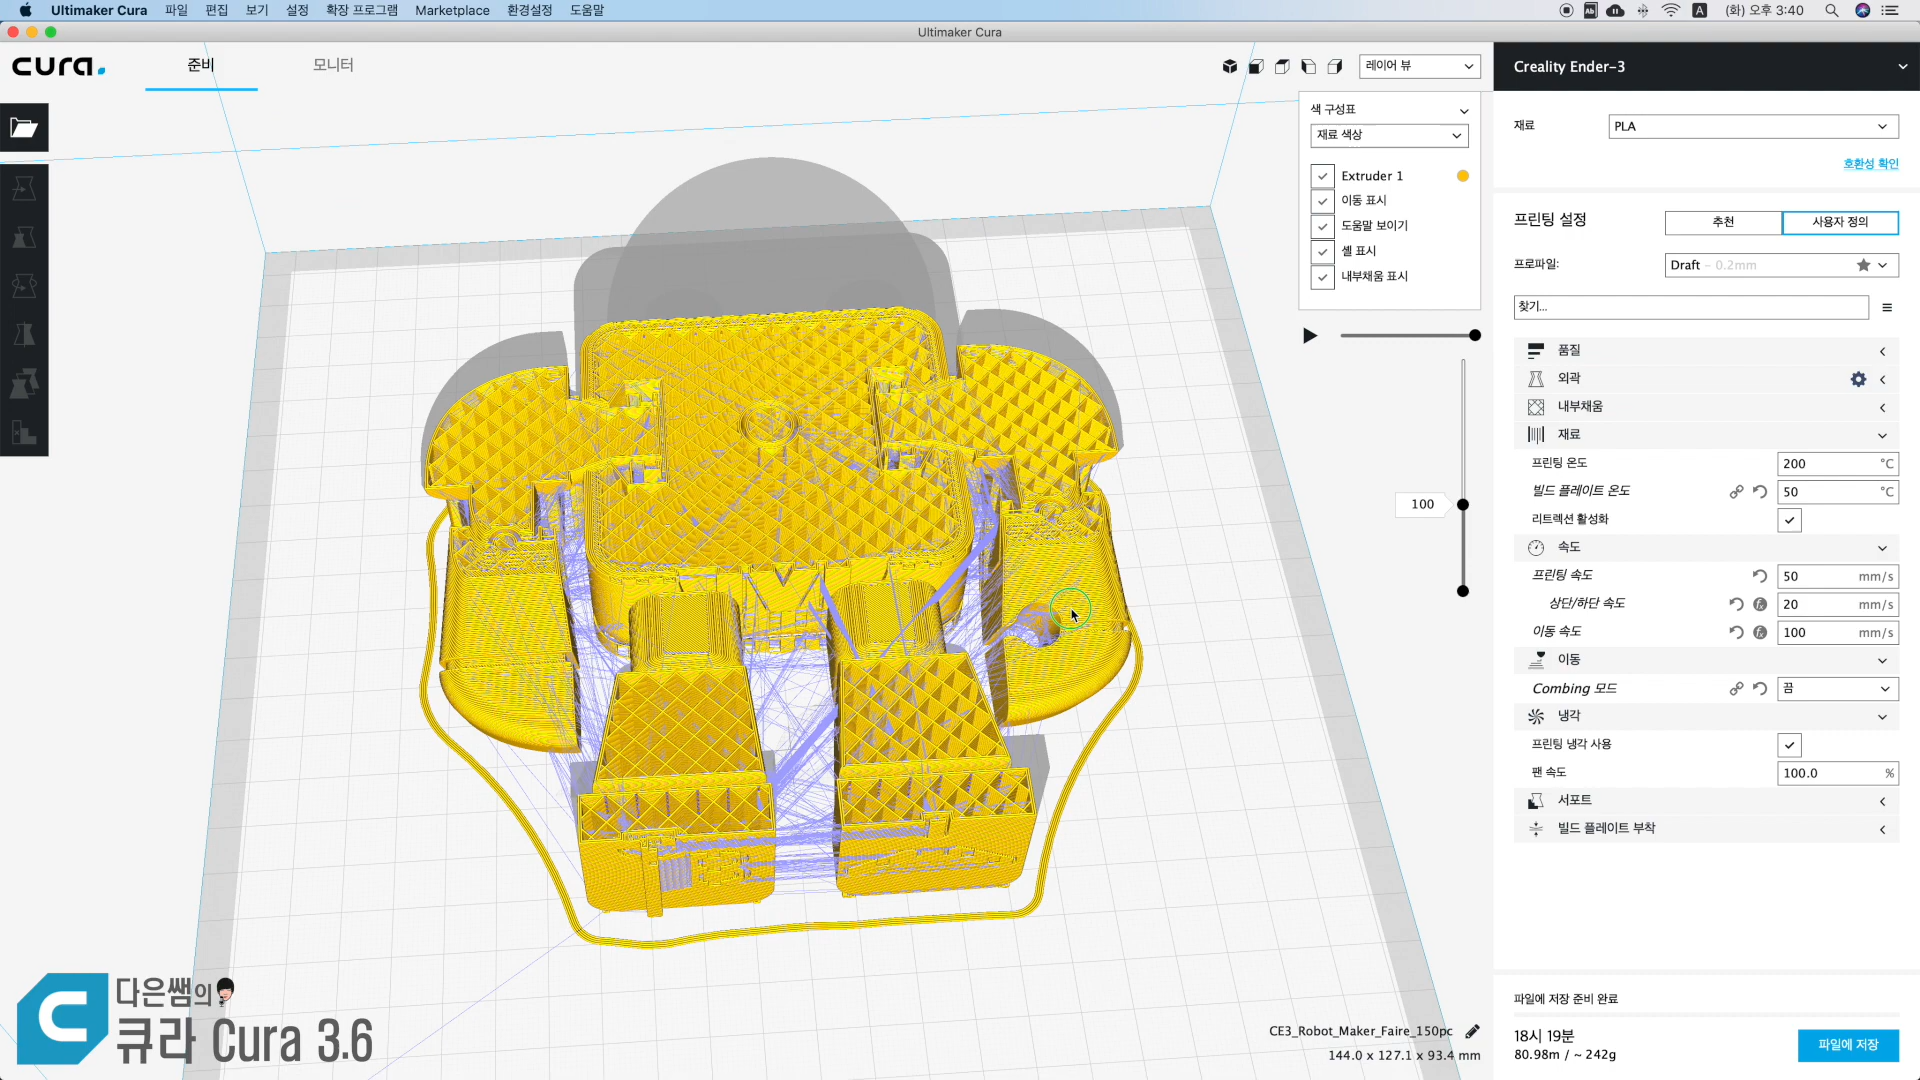 Ultimaker Cura 파일 편집 보기 설정 확장 프로그램 Marketplace 환경설정 도움말
A (화) 오후 3:40
Ultimaker Cura
cura. 준비 모니터
레이어 뷰
색 구성표
재료 색상
Extruder 1
이동 표시
도움말 보이기
셸 표시
내부채움 표시
100
Creality Ender-3
재료 PLA
호환성 확인
프린팅 설정 추천 사용자 정의
프로파일: Draft - 0.2mm
찾기...
품질
외곽
내부채움
재료
프린팅 온도 200 °C
빌드 플레이트 온도 50 °C
리트렉션 활성화
속도
프린팅 속도 50 mm/s
상단/하단 속도 20 mm/s
이동 속도 100 mm/s
이동
Combing 모드 끔
냉각
프린팅 냉각 사용
팬 속도 100.0 %
서포트
빌드 플레이트 부착
파일에 저장 준비 완료
18시 19분
80.98m / ~ 242g
파일에 저장
CE3_Robot_Maker_Faire_150pc
144.0 x 127.1 x 93.4 mm
다은쌤의
큐라 Cura 3.6